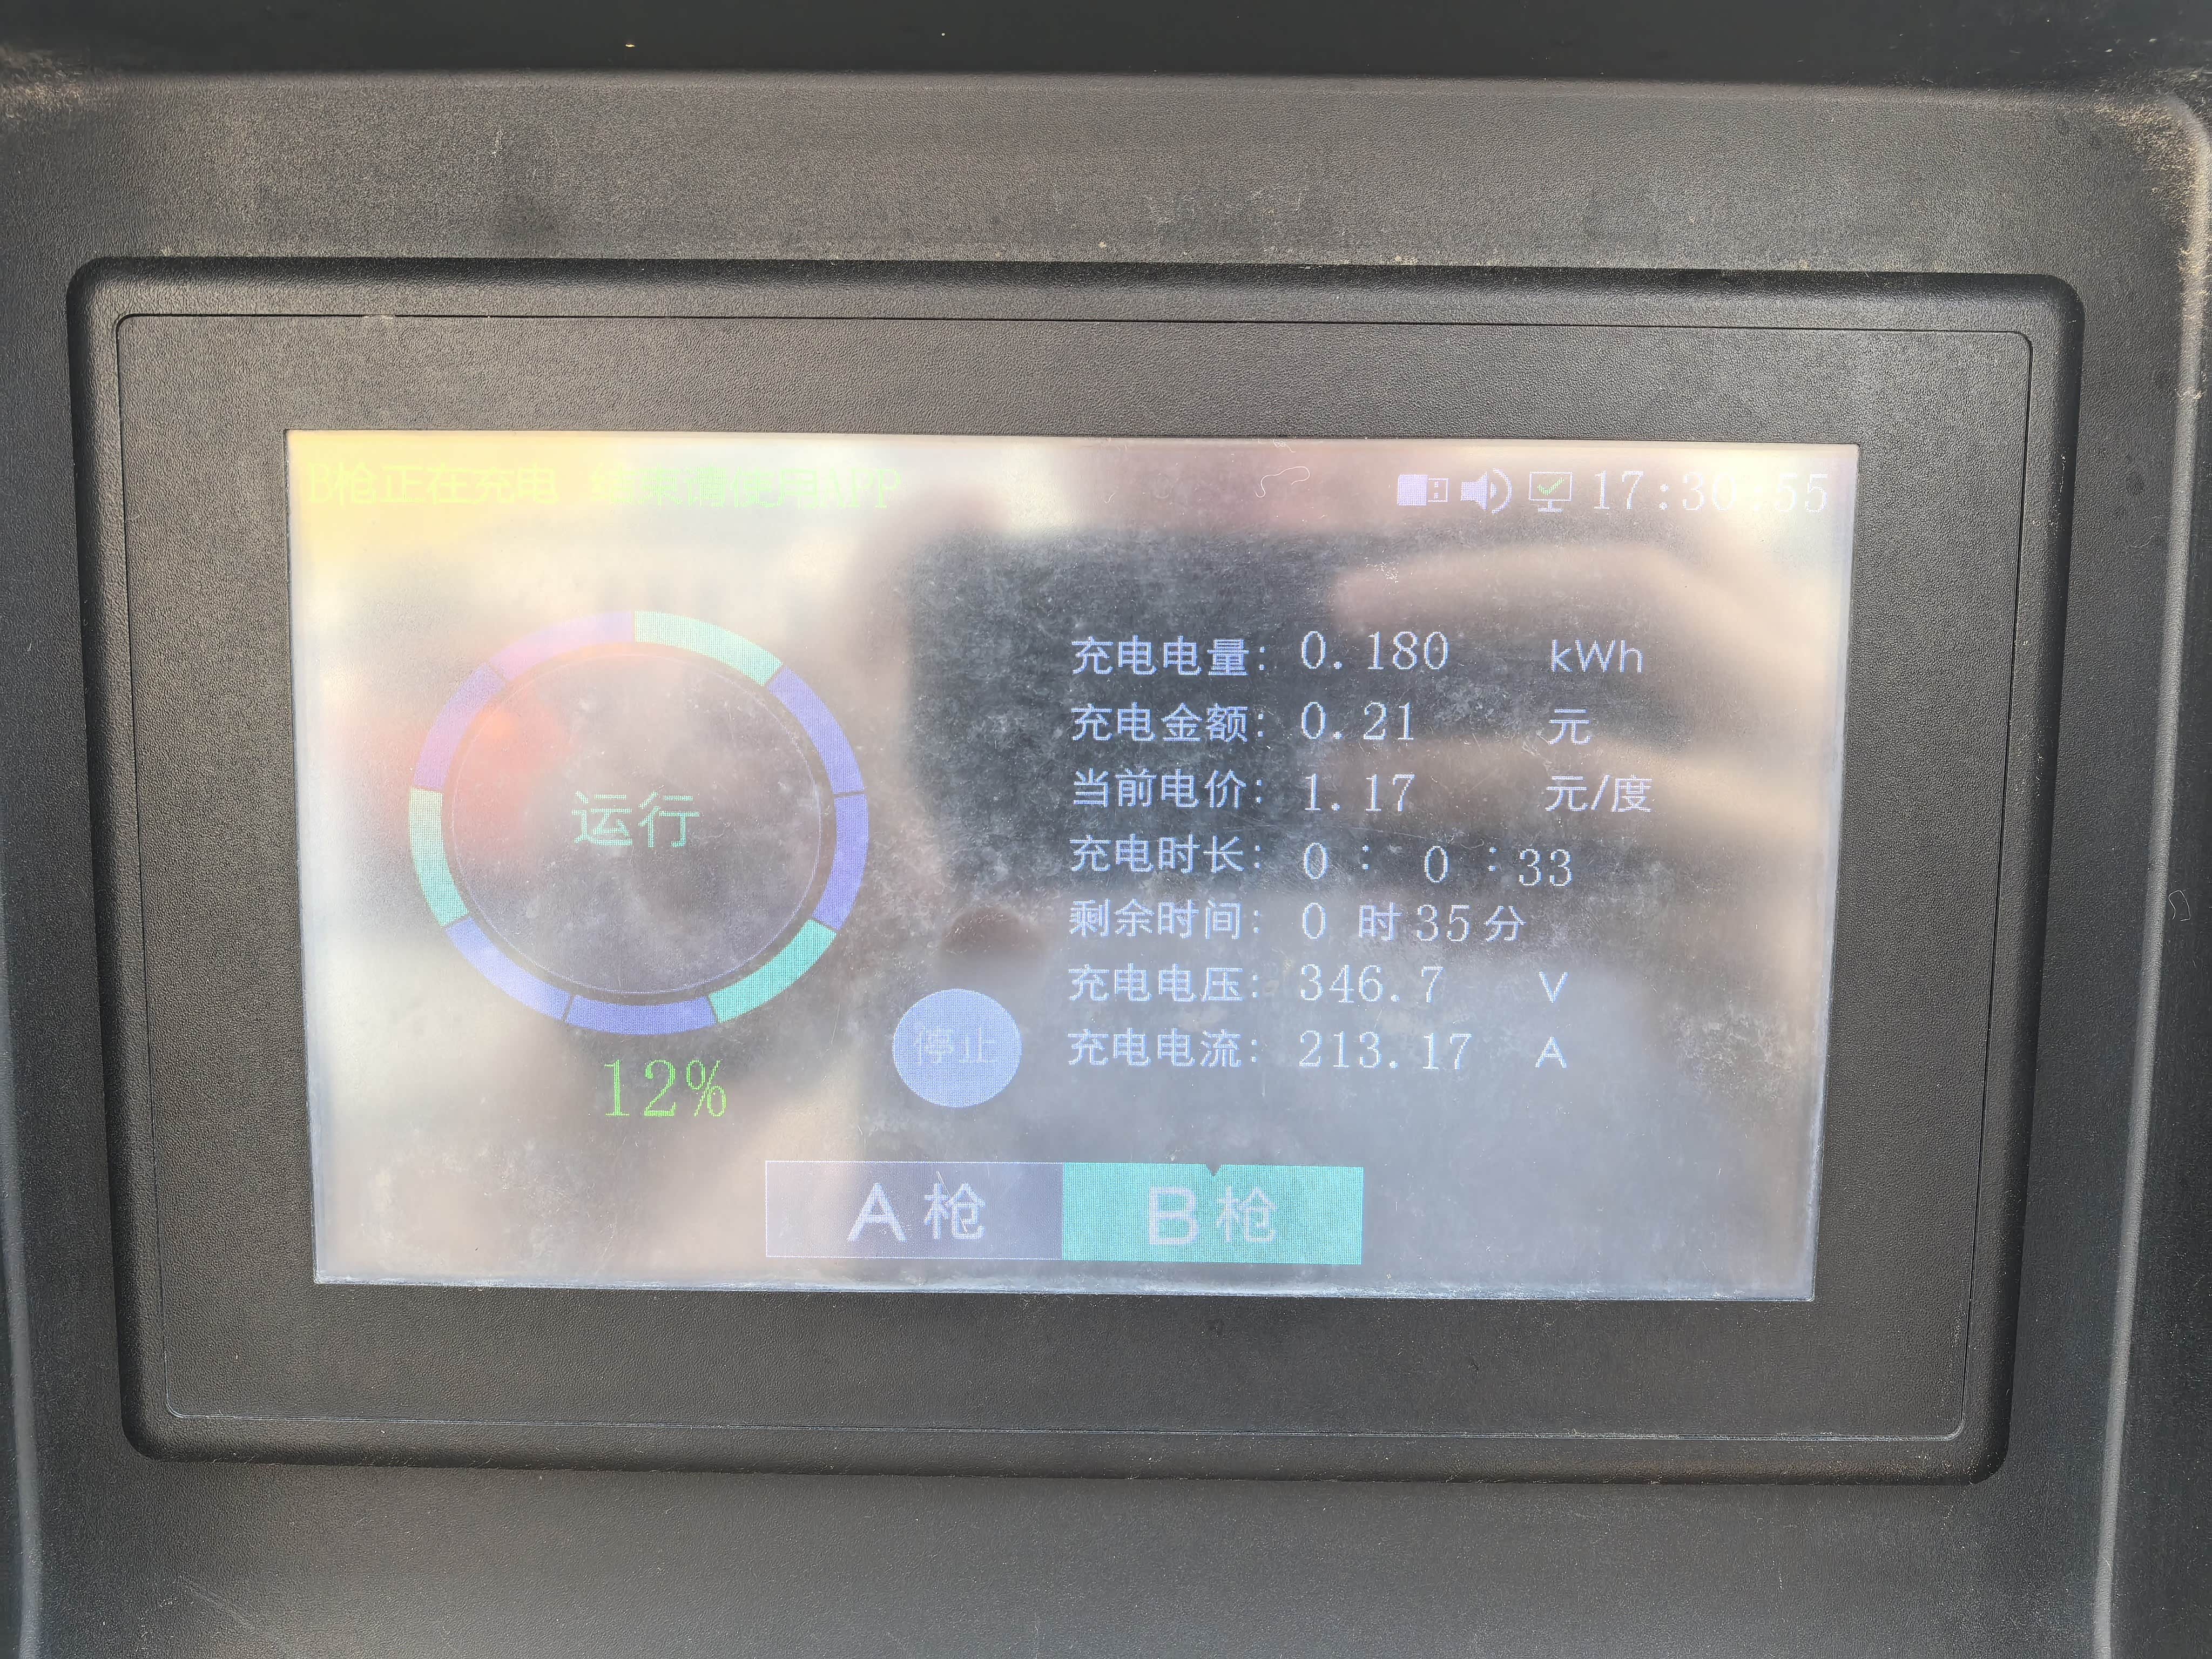 B枪正在充电 结束请使用APP
17:30:55
充电电量: 0.180 kWh
充电金额: 0.21 元
当前电价: 1.17 元/度
充电时长: 0 : 0 :33
剩余时间: 0 时 35 分
充电电压: 346.7 V
充电电流: 213.17 A
运行
12%
停止
A枪 B枪